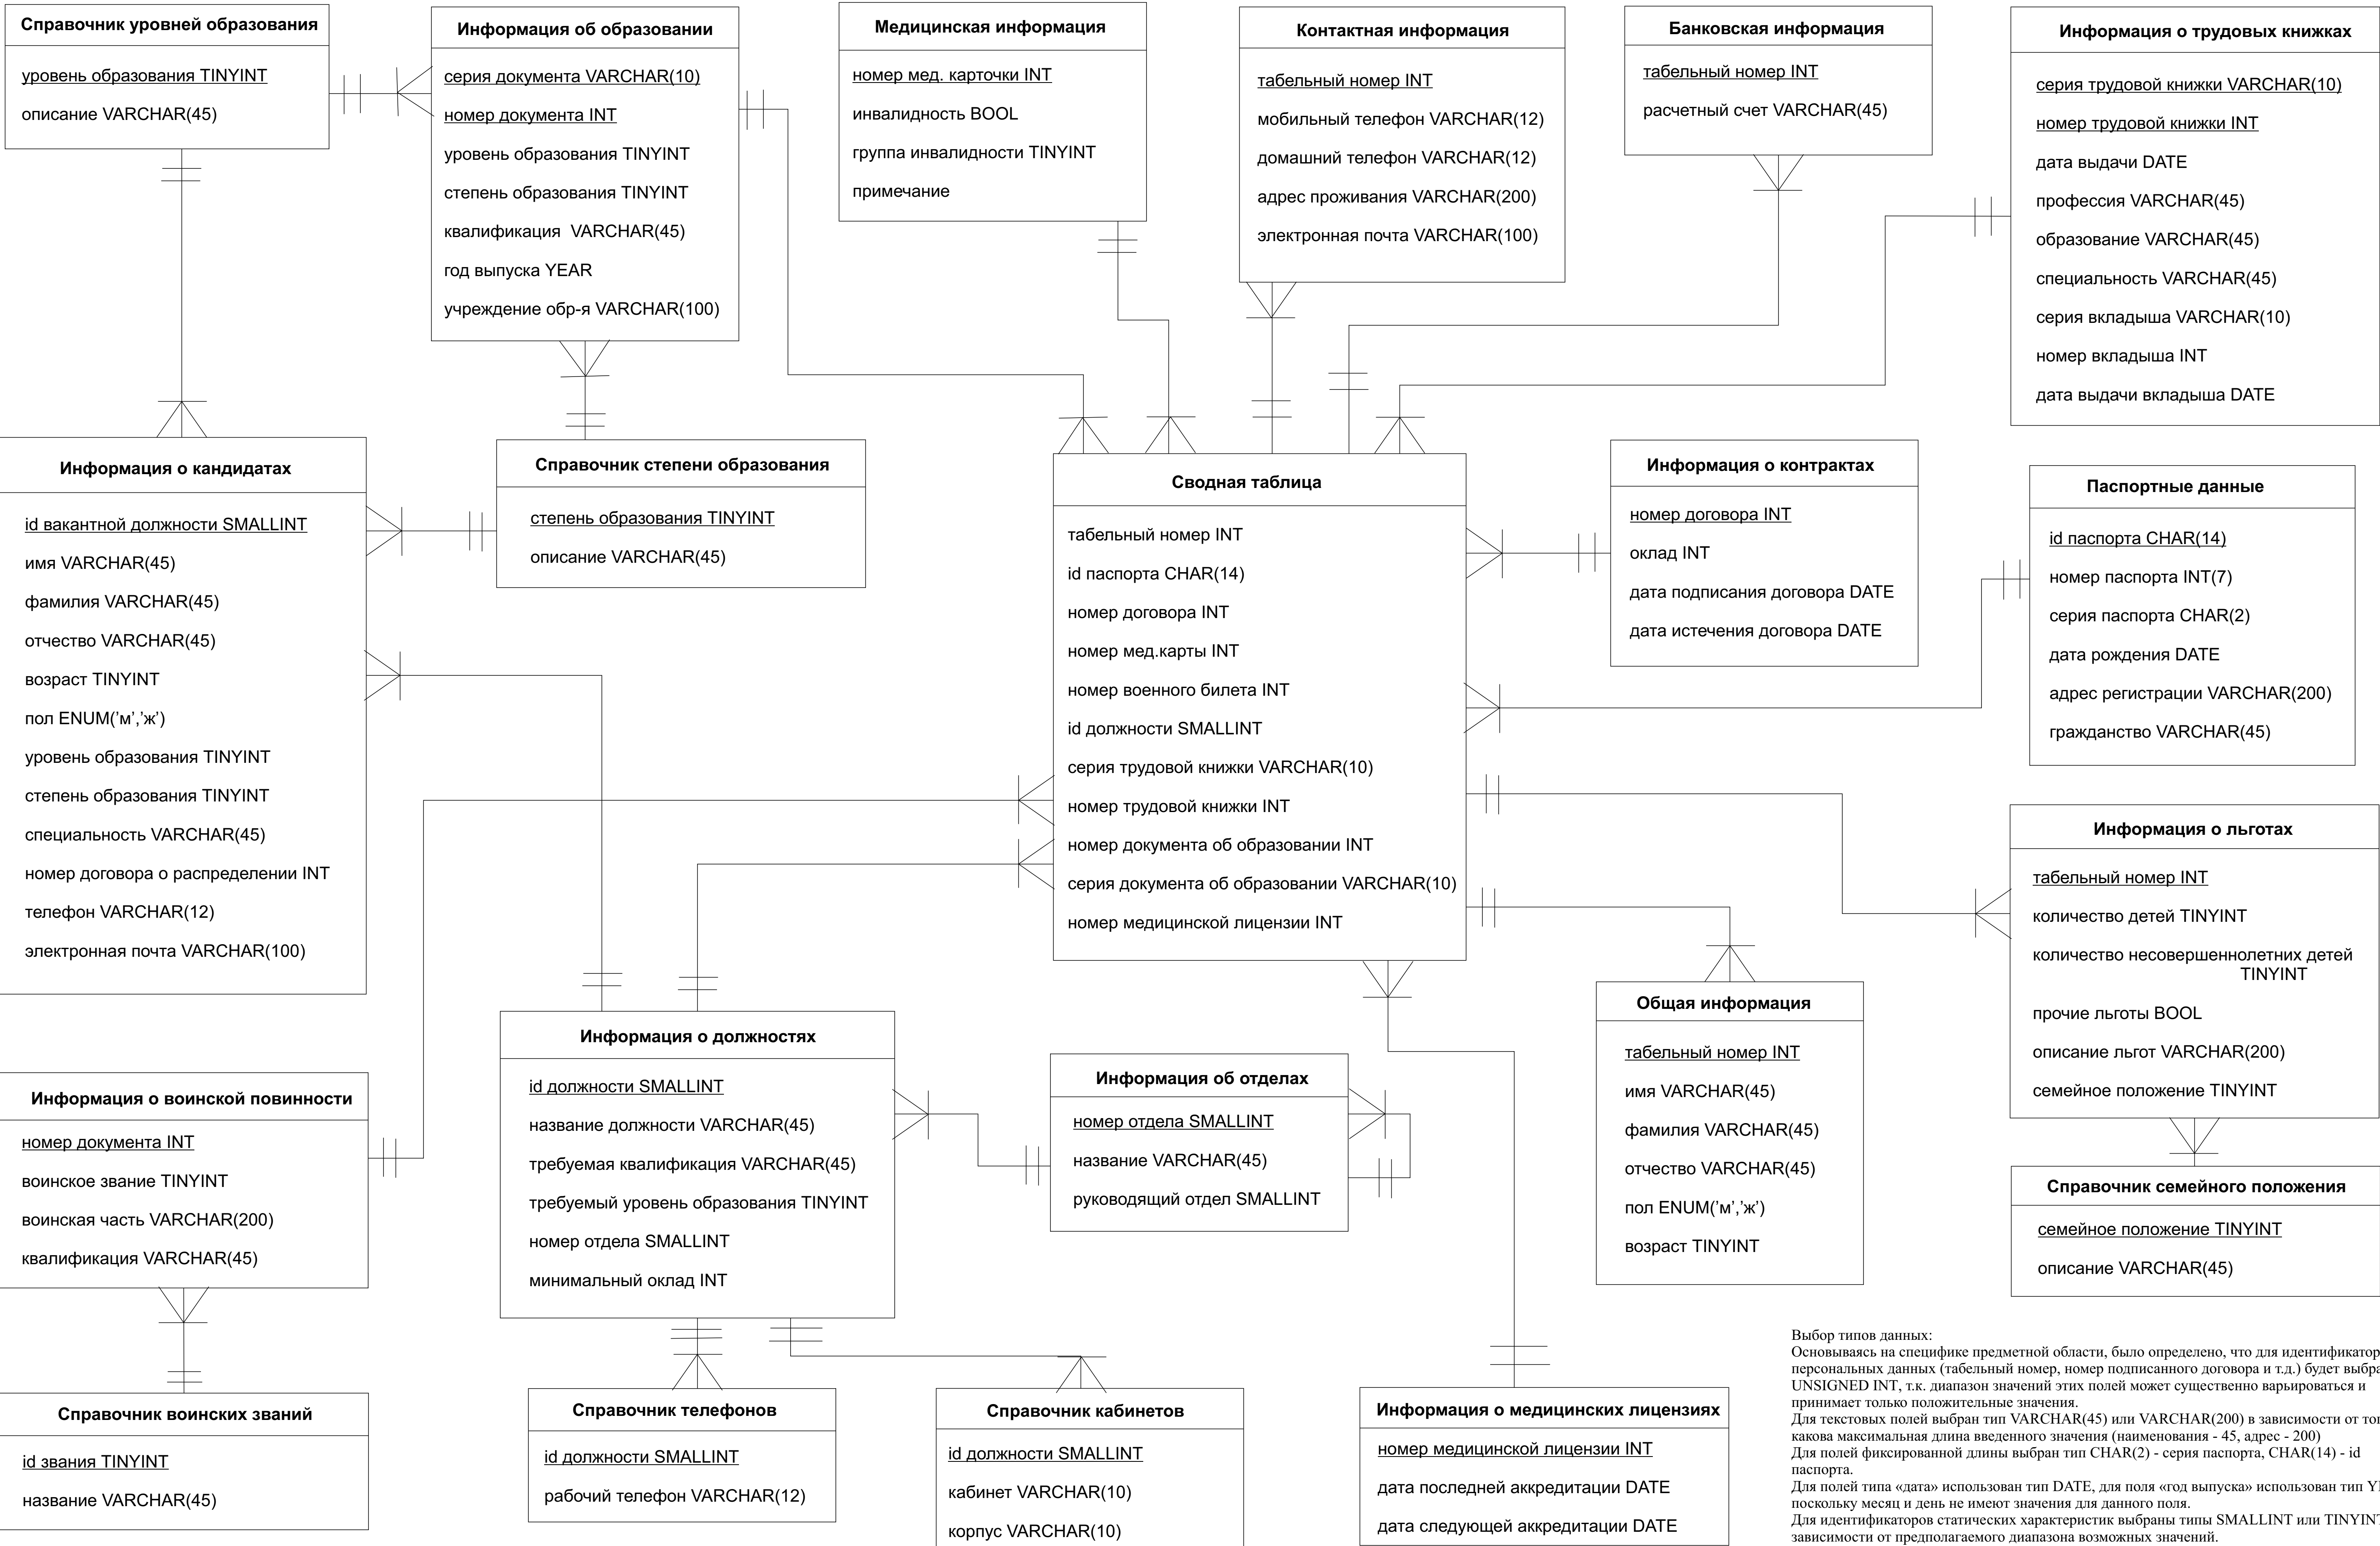 Справочник уровней образования
уровень образования TINYINT
описание VARCHAR(45)
Информация об образовании
серия документа VARCHAR(10)
номер документа INT
уровень образования TINYINT
степень образования TINYINT
квалификация VARCHAR(45)
год выпуска YEAR
учреждение обр-я VARCHAR(100)
Медицинская информация
номер мед. карточки INT
инвалидность BOOL
группа инвалидности TINYINT
примечание
Контактная информация
табельный номер INT
мобильный телефон VARCHAR(12)
домашний телефон VARCHAR(12)
адрес проживания VARCHAR(200)
электронная почта VARCHAR(100)
Банковская информация
табельный номер INT
расчетный счет VARCHAR(45)
Информация о трудовых книжках
серия трудовой книжки VARCHAR(10)
номер трудовой книжки INT
дата выдачи DATE
профессия VARCHAR(45)
образование VARCHAR(45)
специальность VARCHAR(45)
серия вкладыша VARCHAR(10)
номер вкладыша INT
дата выдачи вкладыша DATE
Информация о кандидатах
id вакантной должности SMALLINT
имя VARCHAR(45)
фамилия VARCHAR(45)
отчество VARCHAR(45)
возраст TINYINT
пол ENUM('м','ж')
уровень образования TINYINT
степень образования TINYINT
специальность VARCHAR(45)
номер договора о распределении INT
телефон VARCHAR(12)
электронная почта VARCHAR(100)
Справочник степени образования
степень образования TINYINT
описание VARCHAR(45)
Сводная таблица
табельный номер INT
id паспорта CHAR(14)
номер договора INT
номер мед.карты INT
номер военного билета INT
id должности SMALLINT
серия трудовой книжки VARCHAR(10)
номер трудовой книжки INT
номер документа об образовании INT
серия документа об образовании VARCHAR(10)
номер медицинской лицензии INT
Информация о контрактах
номер договора INT
оклад INT
дата подписания договора DATE
дата истечения договора DATE
Паспортные данные
id паспорта CHAR(14)
номер паспорта INT(7)
серия паспорта CHAR(2)
дата рождения DATE
адрес регистрации VARCHAR(200)
гражданство VARCHAR(45)
Информация о льготах
табельный номер INT
количество детей TINYINT
количество несовершеннолетних детей
TINYINT
прочие льготы BOOL
описание льгот VARCHAR(200)
семейное положение TINYINT
Информация о воинской повинности
номер документа INT
воинское звание TINYINT
воинская часть VARCHAR(200)
квалификация VARCHAR(45)
Информация о должностях
id должности SMALLINT
название должности VARCHAR(45)
требуемая квалификация VARCHAR(45)
требуемый уровень образования TINYINT
номер отдела SMALLINT
минимальный оклад INT
Информация об отделах
номер отдела SMALLINT
название VARCHAR(45)
руководящий отдел SMALLINT
Общая информация
табельный номер INT
имя VARCHAR(45)
фамилия VARCHAR(45)
отчество VARCHAR(45)
пол ENUM('м','ж')
возраст TINYINT
Справочник семейного положения
семейное положение TINYINT
описание VARCHAR(45)
Справочник воинских званий
id звания TINYINT
название VARCHAR(45)
Справочник телефонов
id должности SMALLINT
рабочий телефон VARCHAR(12)
Справочник кабинетов
id должности SMALLINT
кабинет VARCHAR(10)
корпус VARCHAR(10)
Информация о медицинских лицензиях
номер медицинской лицензии INT
дата последней аккредитации DATE
дата следующей аккредитации DATE
Выбор типов данных:
Основываясь на специфике предметной области, было определено, что для идентификатор
персональных данных (табельный номер, номер подписанного договора и т.д.) будет выбра
UNSIGNED INT, т.к. диапазон значений этих полей может существенно варьироваться и
принимает только положительные значения.
Для текстовых полей выбран тип VARCHAR(45) или VARCHAR(200) в зависимости от то
какова максимальная длина введенного значения (наименования - 45, адрес - 200)
Для полей фиксированной длины выбран тип CHAR(2) - серия паспорта, CHAR(14) - id
паспорта.
Для полей типа «дата» использован тип DATE, для поля «год выпуска» использован тип Y
поскольку месяц и день не имеют значения для данного поля.
Для идентификаторов статических характеристик выбраны типы SMALLINT или TINYINT
зависимости от предполагаемого диапазона возможных значений.